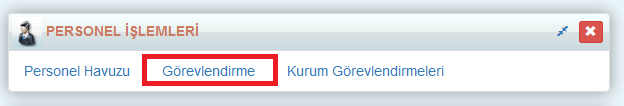 PERSONEL İŞLEMLERİ
Personel Havuzu Görevlendirme Kurum Görevlendirmeleri